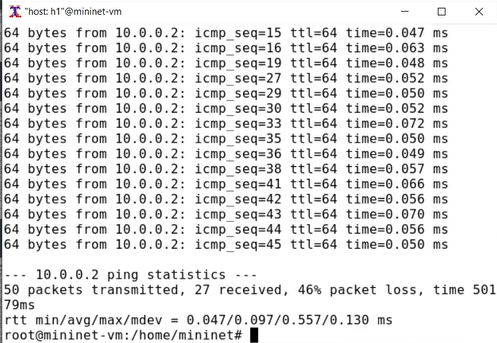 "host: h1"@mininet-vm
64 bytes from 10.0.0.2: icmp_seq=15 ttl=64 time=0.047 ms
64 bytes from 10.0.0.2: icmp_seq=16 ttl=64 time=0.063 ms
64 bytes from 10.0.0.2: icmp_seq=19 ttl=64 time=0.048 ms
64 bytes from 10.0.0.2: icmp_seq=27 ttl=64 time=0.052 ms
64 bytes from 10.0.0.2: icmp_seq=29 ttl=64 time=0.050 ms
64 bytes from 10.0.0.2: icmp_seq=30 ttl=64 time=0.052 ms
64 bytes from 10.0.0.2: icmp_seq=33 ttl=64 time=0.072 ms
64 bytes from 10.0.0.2: icmp_seq=35 ttl=64 time=0.050 ms
64 bytes from 10.0.0.2: icmp_seq=36 ttl=64 time=0.049 ms
64 bytes from 10.0.0.2: icmp_seq=38 ttl=64 time=0.057 ms
64 bytes from 10.0.0.2: icmp_seq=41 ttl=64 time=0.066 ms
64 bytes from 10.0.0.2: icmp_seq=42 ttl=64 time=0.056 ms
64 bytes from 10.0.0.2: icmp_seq=43 ttl=64 time=0.070 ms
64 bytes from 10.0.0.2: icmp_seq=44 ttl=64 time=0.056 ms
64 bytes from 10.0.0.2: icmp_seq=45 ttl=64 time=0.050 ms
--- 10.0.0.2 ping statistics ---
50 packets transmitted, 27 received, 46% packet loss, time 501
79ms
rtt min/avg/max/mdev = 0.047/0.097/0.557/0.130 ms
root@mininet-vm:/home/mininet#